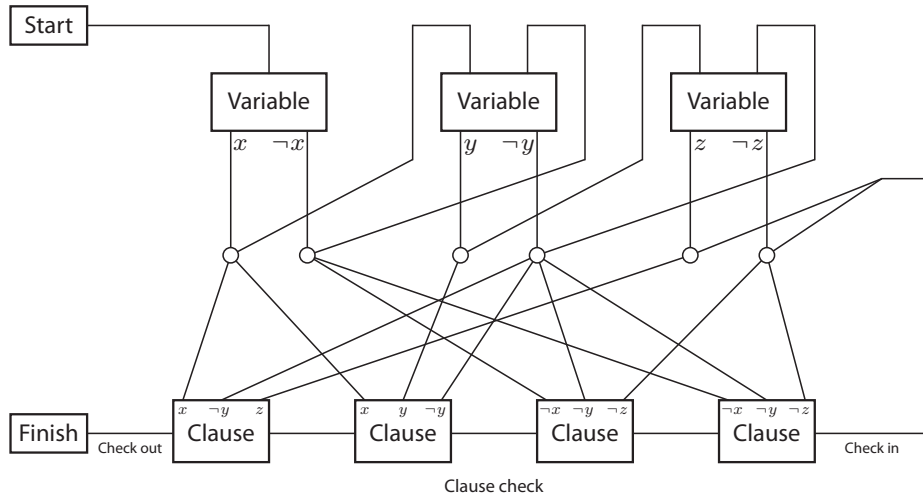 Start
Variable
Variable
Variable
x ¬x
y ¬y
z ¬z
x ¬y z
x y ¬y
¬x ¬y ¬z
¬x ¬y ¬z
Finish
Check out
Clause
Clause
Clause
Clause
Check in
Clause check